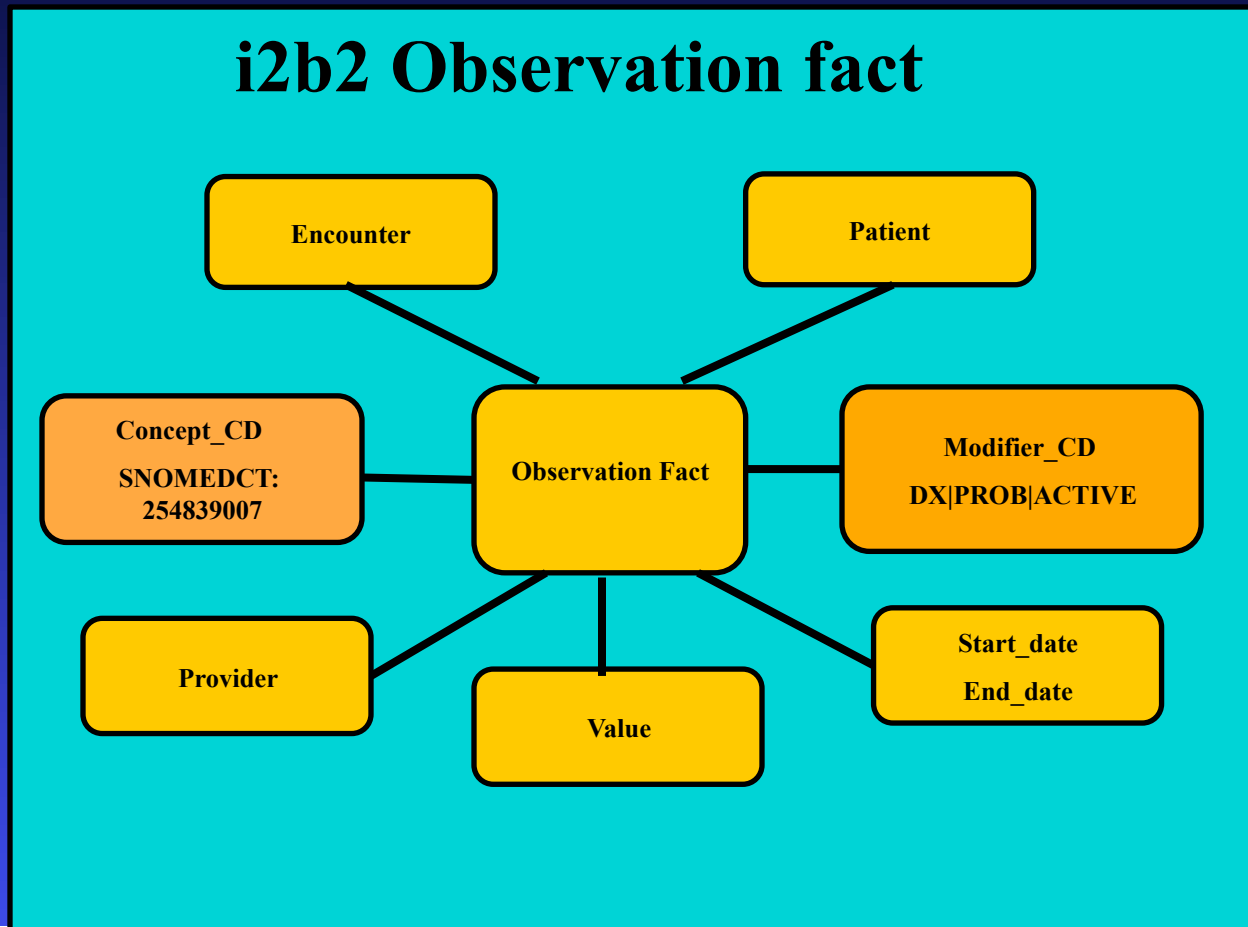 i2b2 Observation fact
Encounter
Patient
Concept_CD
SNOMEDCT:
254839007
Observation Fact
Modifier_CD
DX|PROB|ACTIVE
Provider
Value
Start_date
End_date